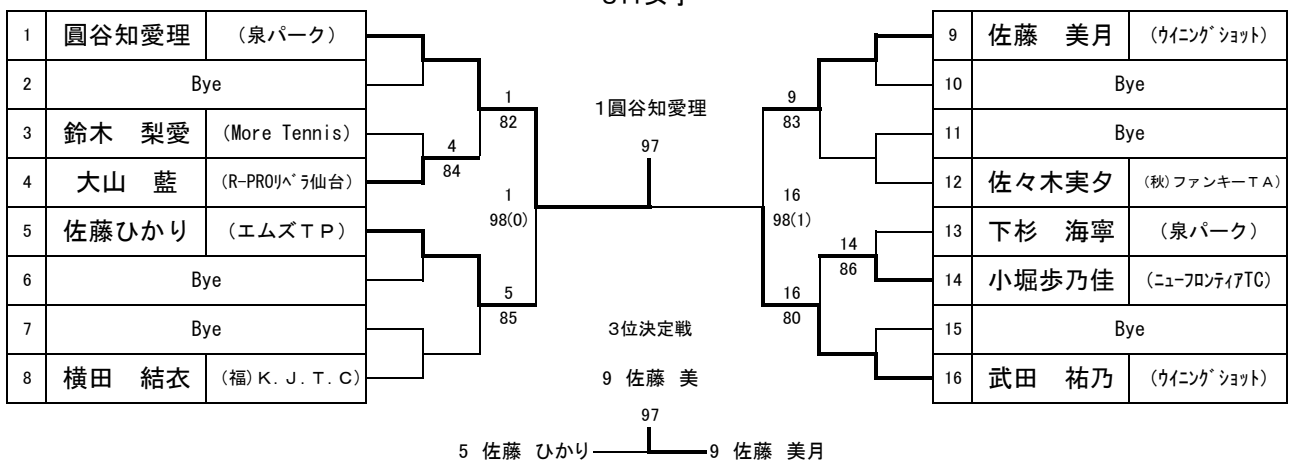 1 圓谷知愛理 (泉パーク)
2 Bye
3 鈴木 梨愛 (More Tennis)
4 大山 藍 (R-PROﾘﾍﾞﾗ仙台)
5 佐藤ひかり (エムズTP)
6 Bye
7 Bye
8 横田 結衣 (福)K.J.T.C)
4
84
1
82
5
85
1
98(0)
1圓谷知愛理
97
3位決定戦
9 佐藤 美
97
5 佐藤 ひかり 9 佐藤 美月
9
83
16
98(1)
14
86
16
80
9 佐藤 美月 (ｳｲﾆﾝｸﾞｼｮｯﾄ)
10 Bye
11 Bye
12 佐々木実夕 (秋)ファンキーTA)
13 下杉 海寧 (泉パーク)
14 小堀歩乃佳 (ﾆｭｰﾌﾛﾝﾃｨｱTC)
15 Bye
16 武田 祐乃 (ｳｲﾆﾝｸﾞｼｮｯﾄ)